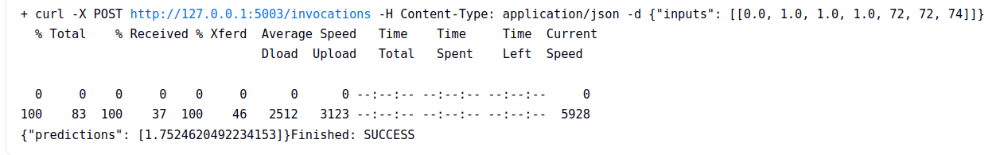 + curl -X POST http://127.0.0.1:5003/invocations -H Content-Type: application/json -d {"inputs": [[0.0, 1.0, 1.0, 1.0, 72, 72, 74]]}
  % Total    % Received % Xferd  Average Speed   Time    Time     Time  Current
                                 Dload  Upload   Total   Spent    Left  Speed
  0     0    0     0    0     0      0      0 --:--:-- --:--:-- --:--:--     0
100    83  100    37  100    46   2512   3123 --:--:-- --:--:-- --:--:--  5928
{"predictions": [1.7524620492234153]}Finished: SUCCESS